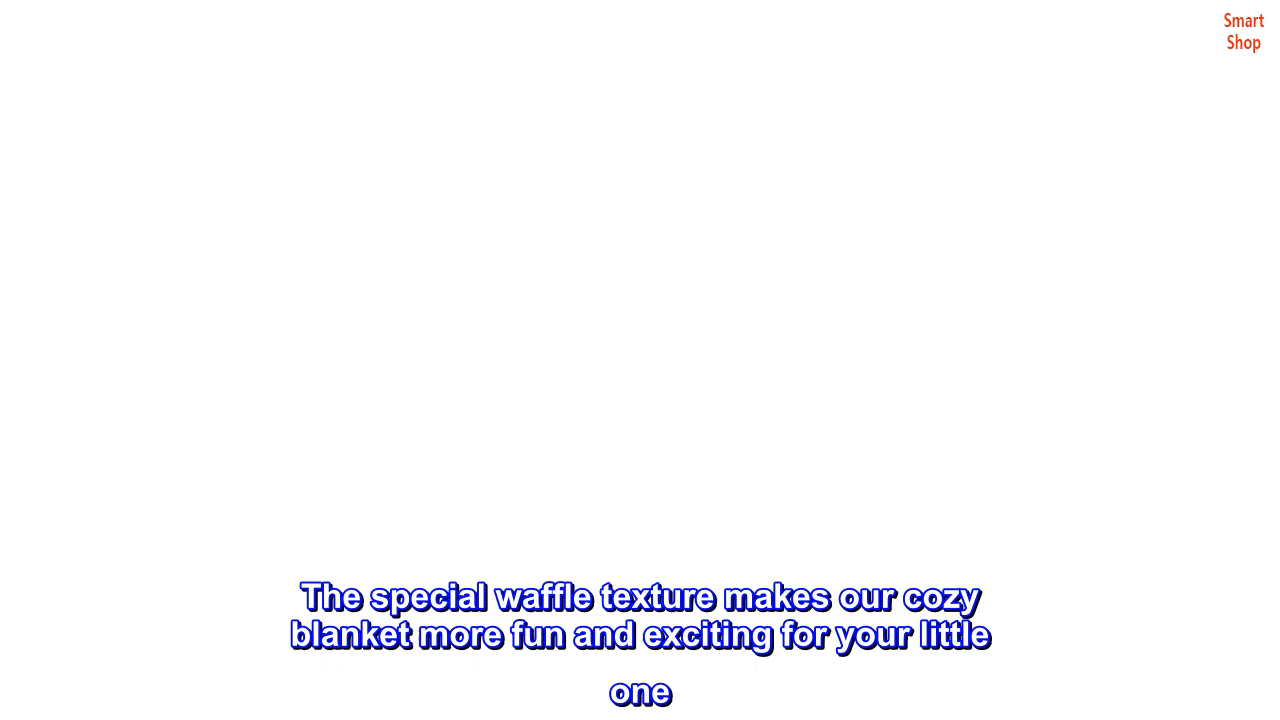 Smart
Shop
The special waffle texture makes our cozy
blanket more fun and exciting for your little
one